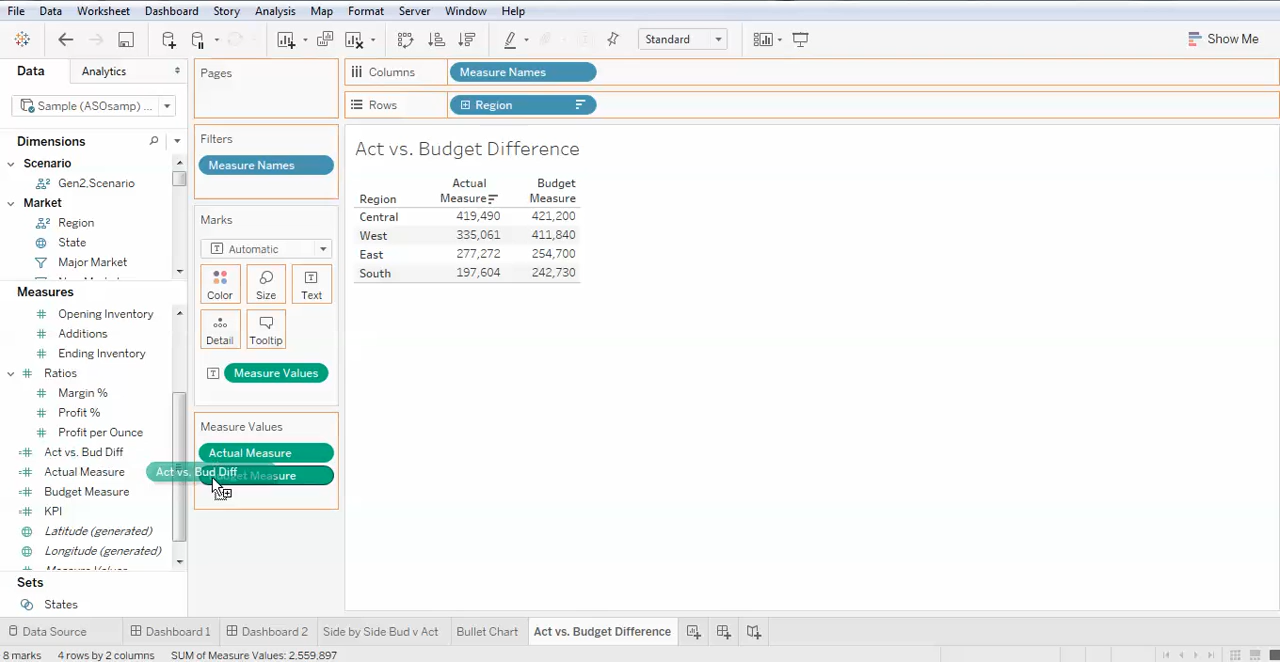 File Data Worksheet Dashboard Story Analysis Map Format Server Window Help
Standard
Show Me
Data Analytics
Sample (ASOsamp) ...
Dimensions
Scenario
Gen2,Scenario
Market
Region
State
Major Market
Measures
Opening Inventory
Additions
Ending Inventory
Ratios
Margin %
Profit %
Profit per Ounce
Act vs. Bud Diff
Actual Measure
Budget Measure
KPI
Latitude (generated)
Longitude (generated)
Measure Values
Sets
States
Pages
Filters
Measure Names
Marks
Automatic
Color Size Text
Detail Tooltip
Measure Values
Measure Values
Actual Measure
Act vs. Bud Diff
Budget Measure
Columns Measure Names
Rows Region
Act vs. Budget Difference
Actual Budget
Region Measure Measure
Central 419,490 421,200
West 335,061 411,840
East 277,272 254,700
South 197,604 242,730
Data Source Dashboard 1 Dashboard 2 Side by Side Bud v Act Bullet Chart Act vs. Budget Difference
8 marks 4 rows by 2 columns SUM of Measure Values: 2,559,897